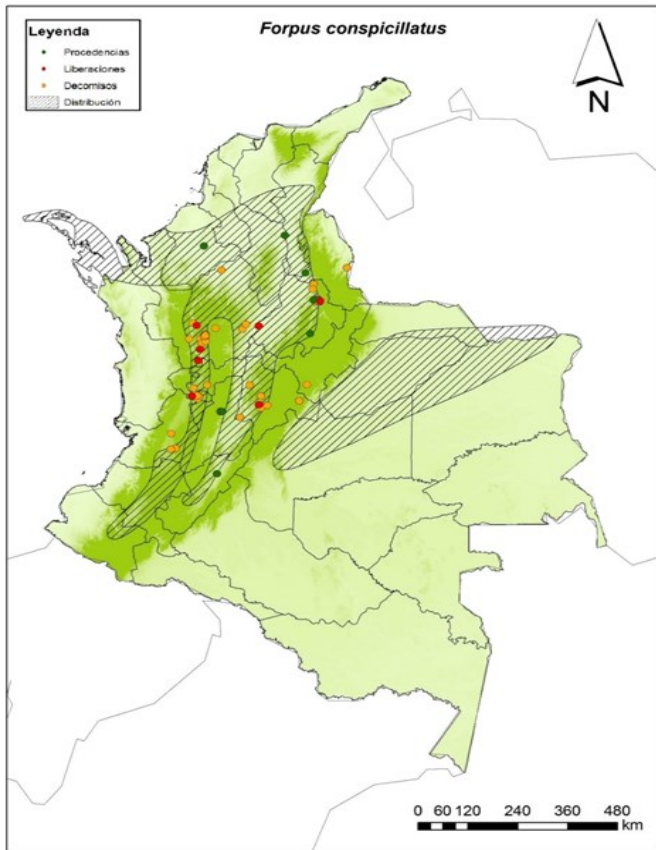 Leyenda
Procedencias
Liberaciones
Decomisos
Distribución
Forpus conspicillatus
N
0 60 120 240 360 480
km